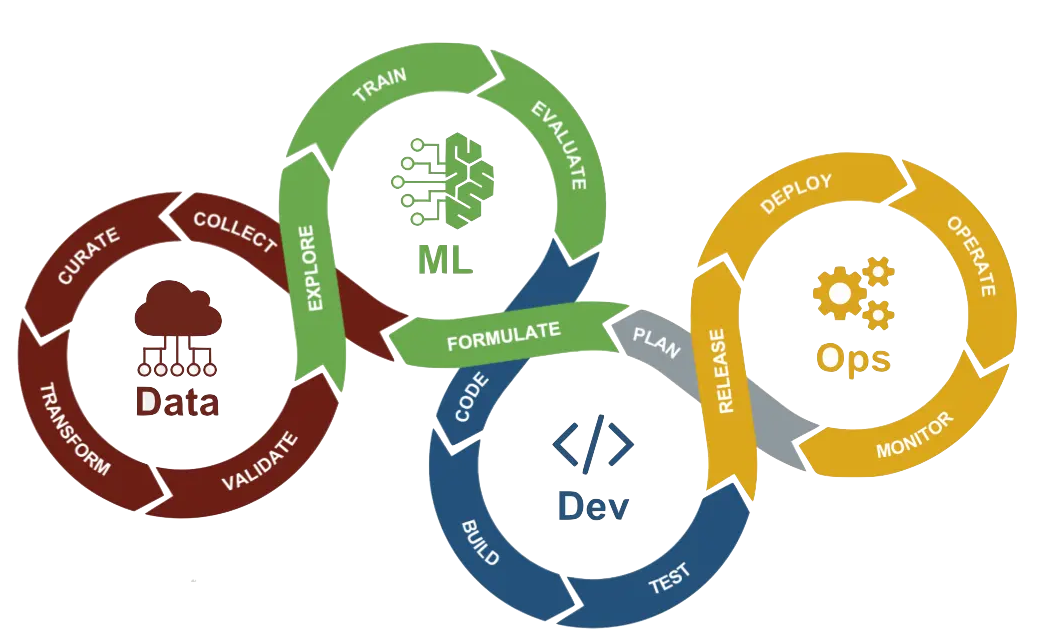 COLLECT
CURATE
TRANSFORM
VALIDATE
Data
EXPLORE
TRAIN
EVALUATE
ML
CODE
BUILD
TEST
Dev
RELEASE
DEPLOY
OPERATE
MONITOR
Ops
PLAN
FORMULATE